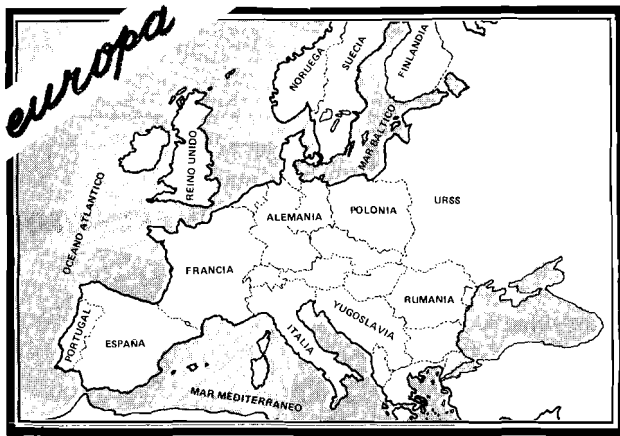 europa
NORUEGA
SUECIA
FINLANDIA
MAR BALTICO
REINO UNIDO
OCEANO ATLANTICO
ALEMANIA
POLONIA
URSS
FRANCIA
RUMANIA
YUGOSLAVIA
ITALIA
PORTUGAL
ESPAÑA
MAR MEDITERRANEO